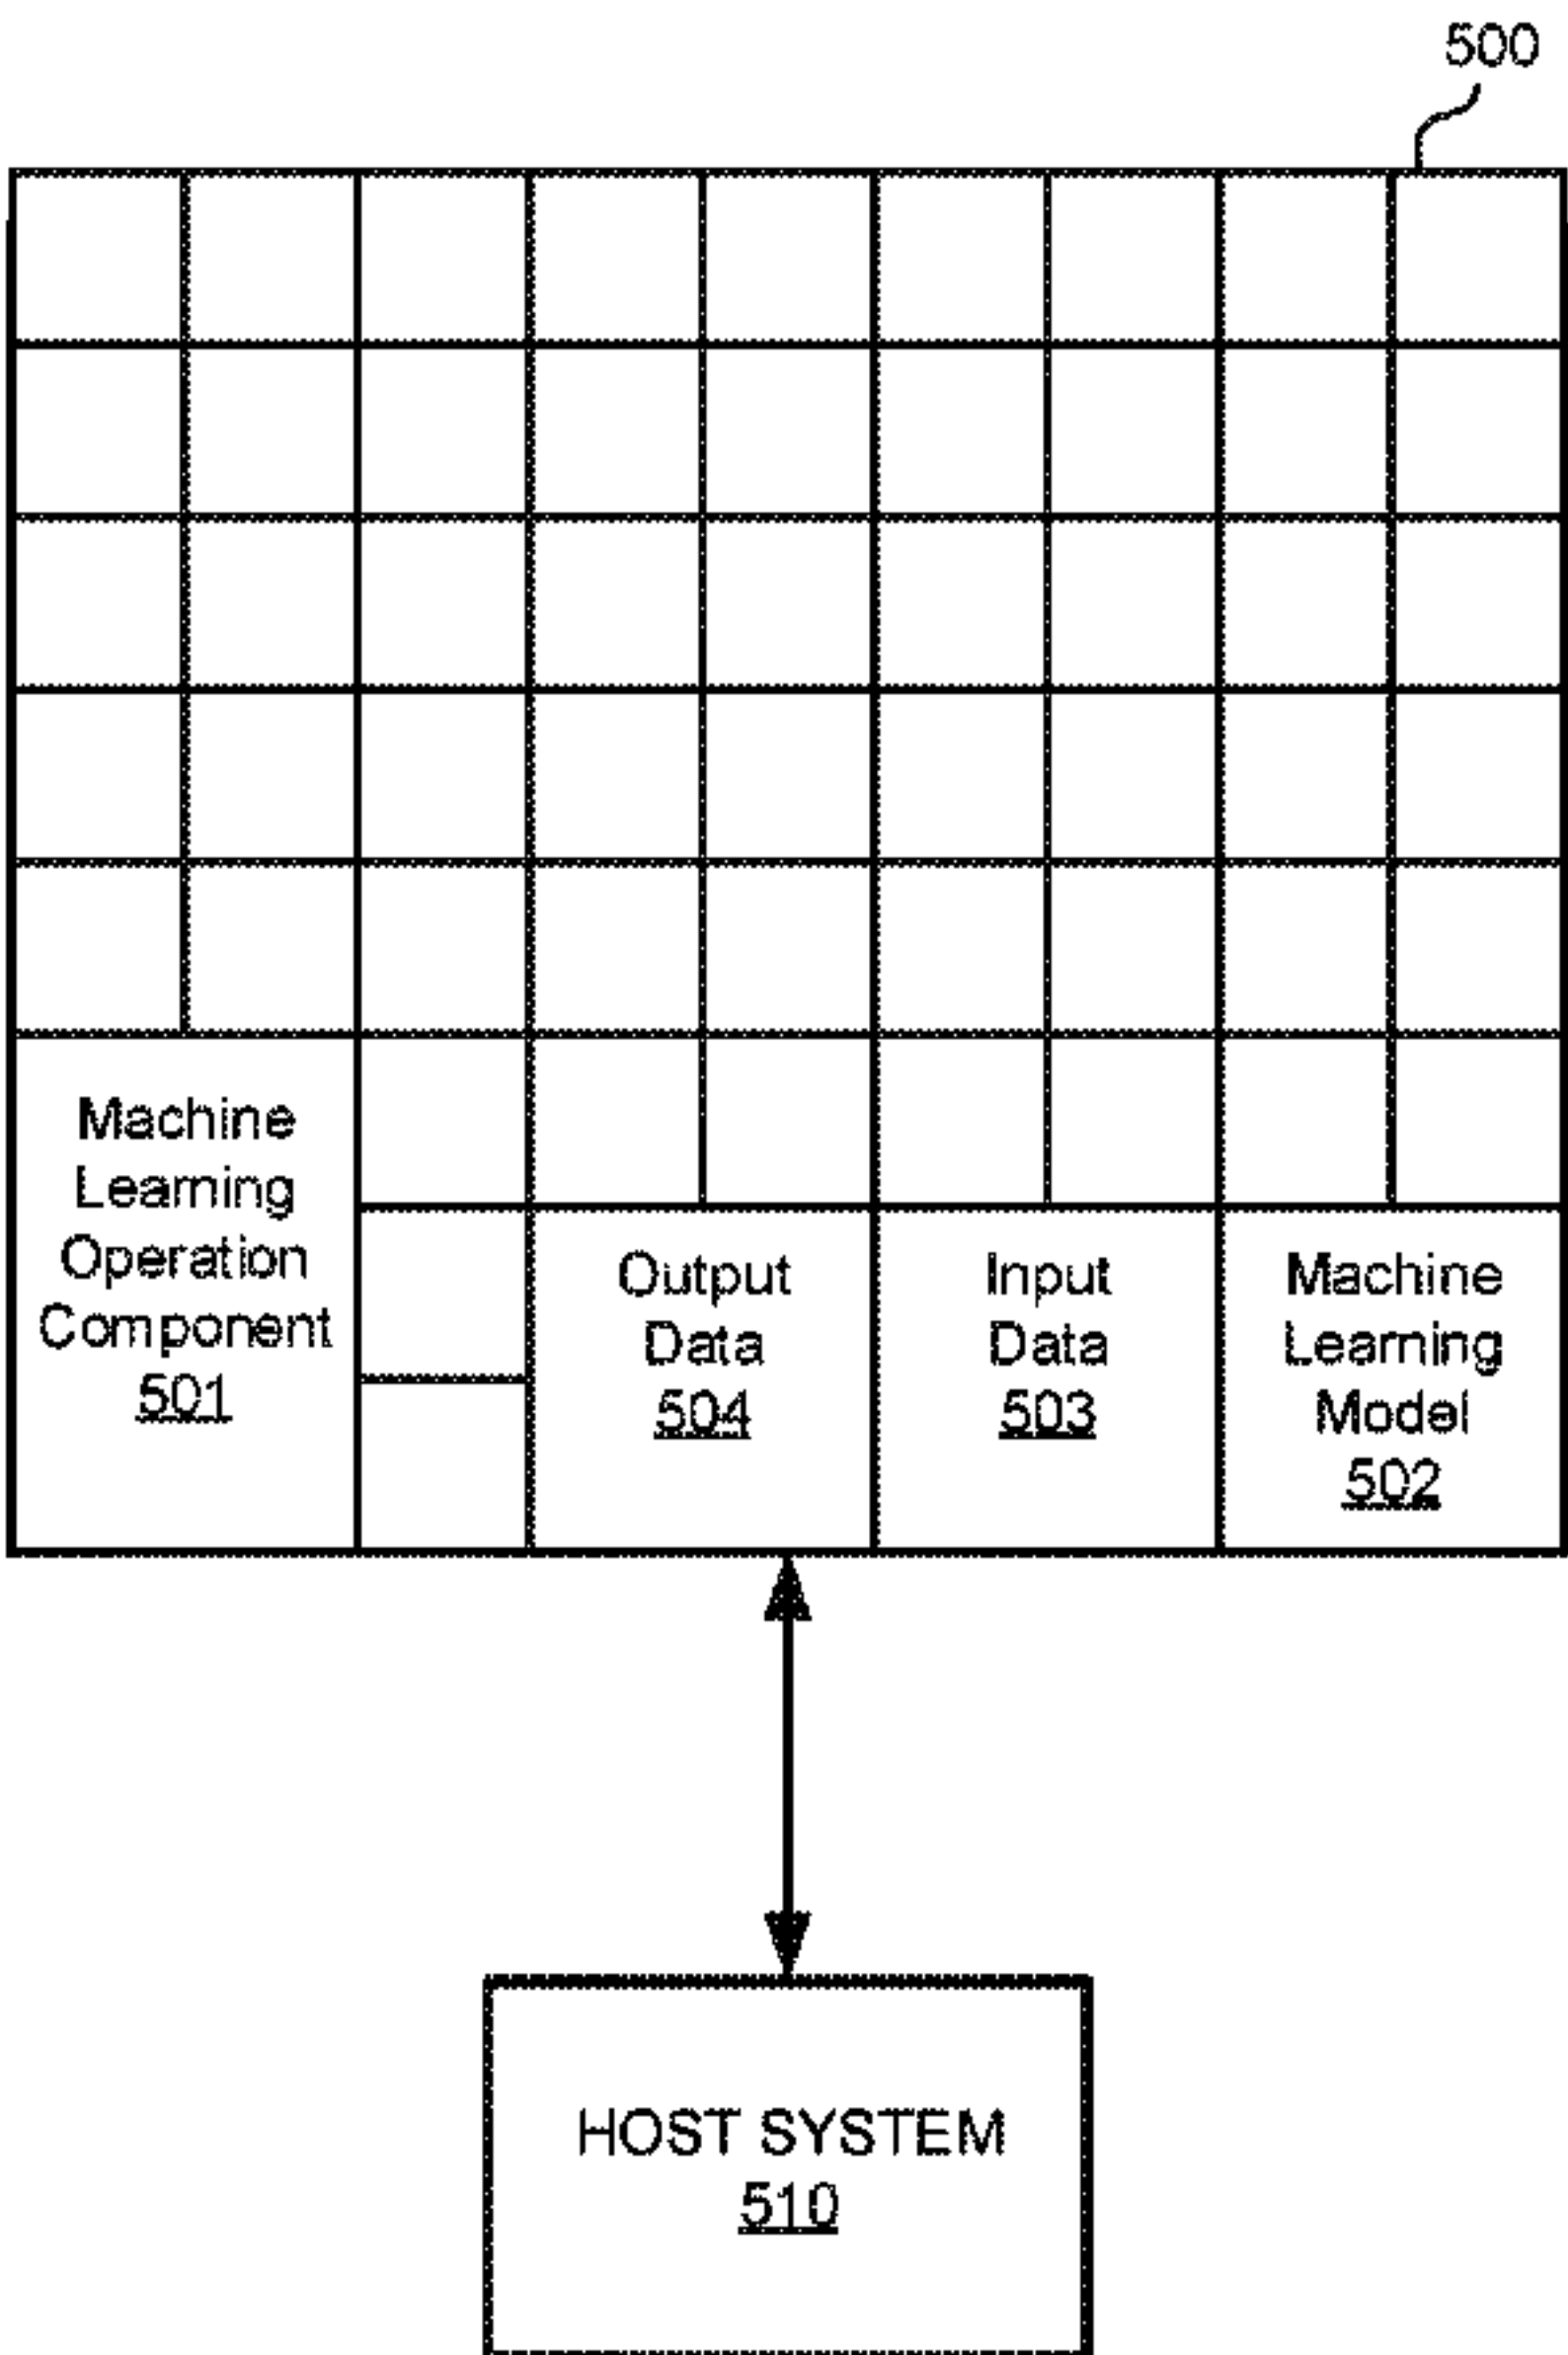 500
Machine
Learning
Operation
Component
501
Output
Data
504
Input
Data
503
Machine
Learning
Model
502
HOST SYSTEM
510